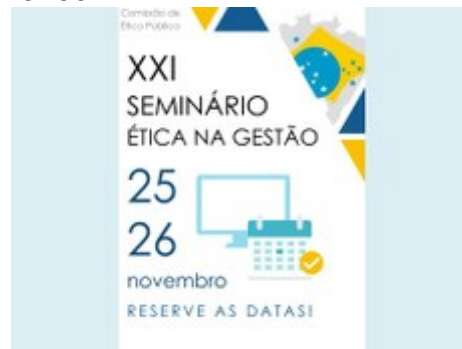 Comissão de
Ética Pública
XXI
SEMINÁRIO
ÉTICA NA GESTÃO
25
26
novembro
RESERVE AS DATAS!